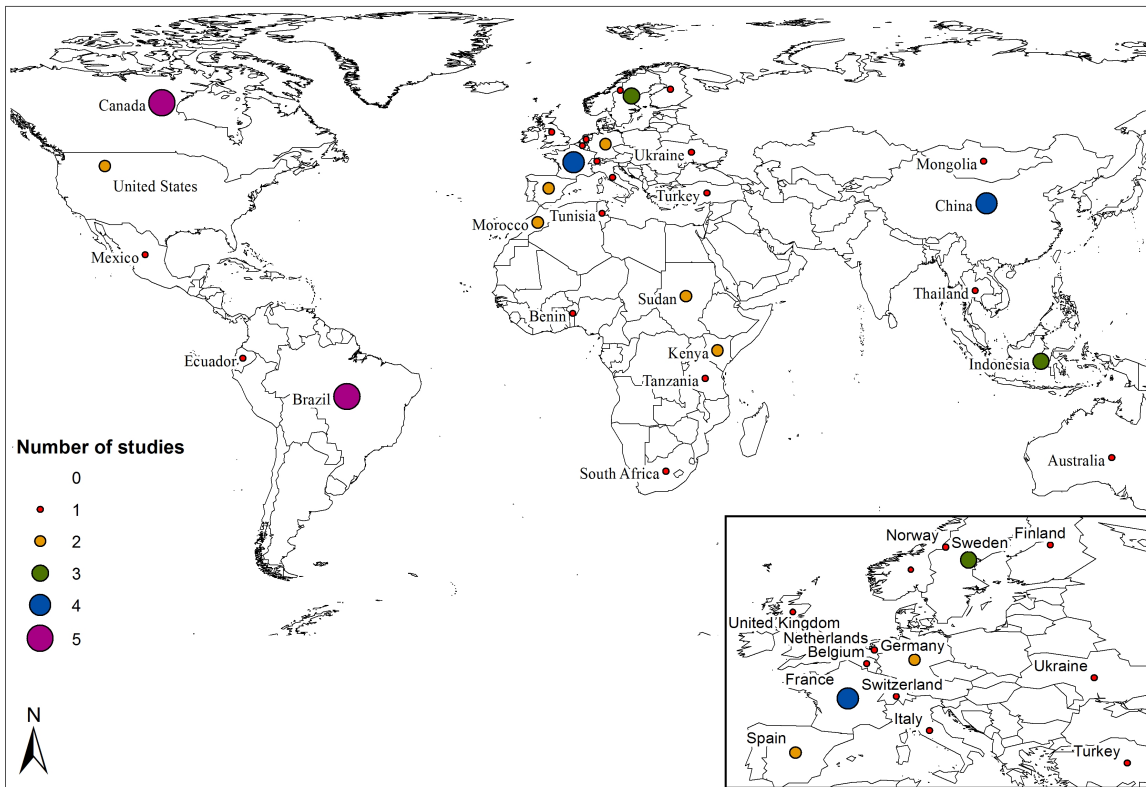 Canada
United States
Mexico
Ecuador
Brazil
Ukraine
Turkey
Tunisia
Morocco
Sudan
Benin
Kenya
Tanzania
South Africa
Mongolia
China
Thailand
Indonesia
Australia
Number of studies
0
1
2
3
4
5
N
Norway
Sweden
Finland
United Kingdom
Netherlands
Belgium
Germany
France
Switzerland
Ukraine
Italy
Spain
Turkey